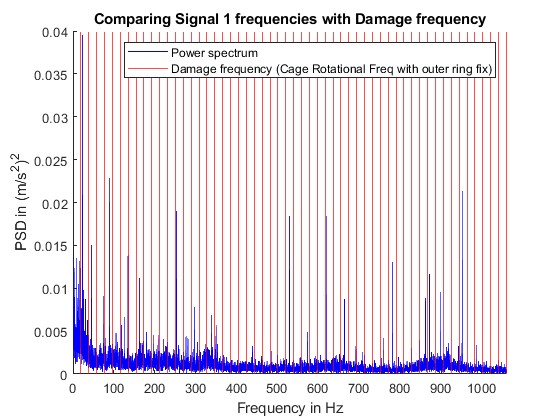 Comparing Signal 1 frequencies with Damage frequency
0.04
Power spectrum
Damage frequency (Cage Rotational Freq with outer ring fix)
0.035
0.03
0.025
0.02
0.015
0.01
0.005
0
PSD in (m/s²)²
0 100 200 300 400 500 600 700 800 900 1000
Frequency in Hz